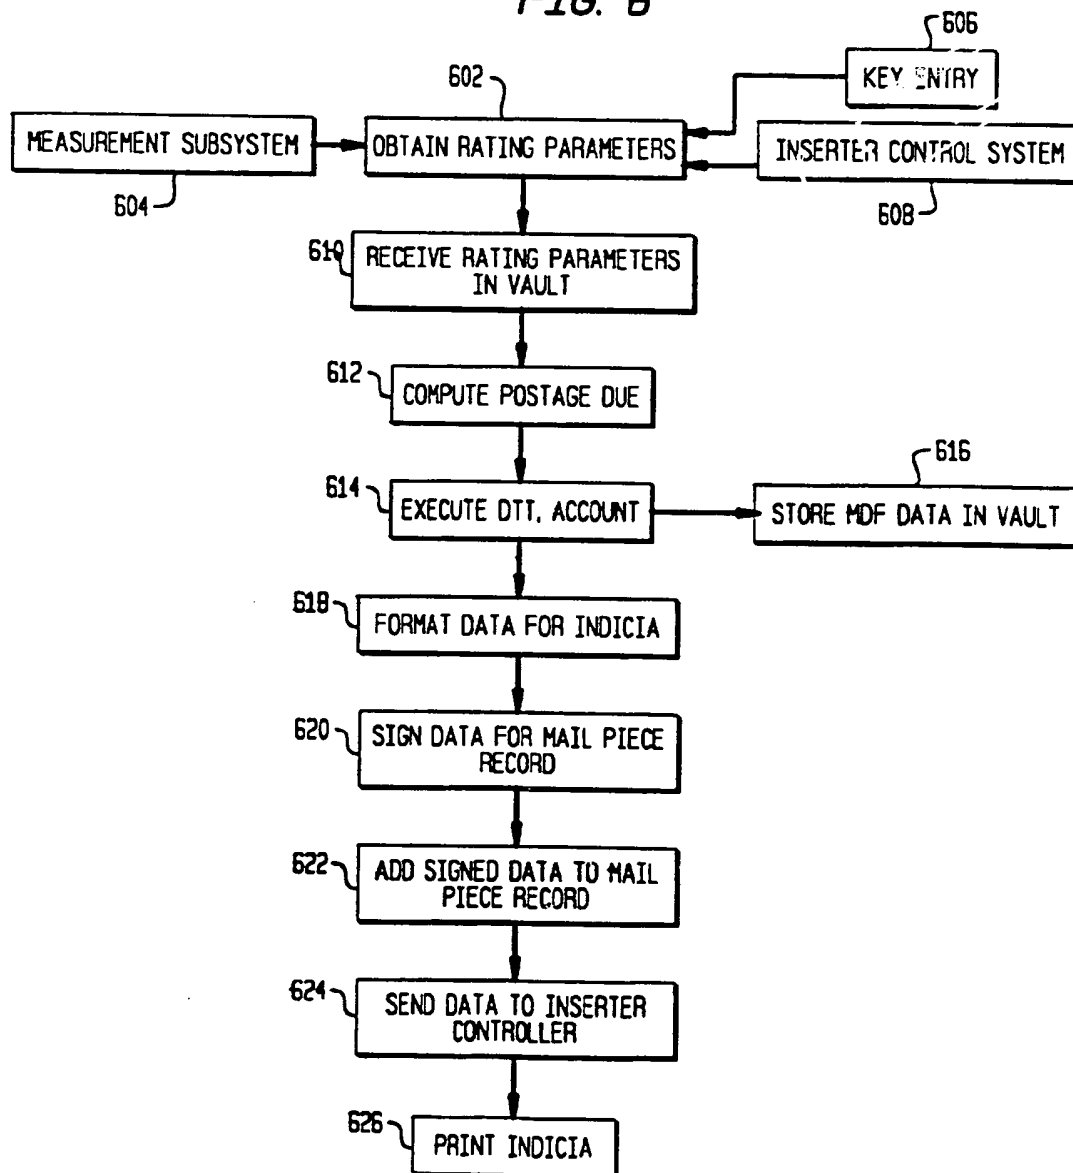 FIG. 6
606
KEY ENTRY
602
MEASUREMENT SUBSYSTEM
OBTAIN RATING PARAMETERS
INSERTER CONTROL SYSTEM
604
608
610
RECEIVE RATING PARAMETERS
IN VAULT
612
COMPUTE POSTAGE DUE
616
614
EXECUTE DTT, ACCOUNT
STORE MDF DATA IN VAULT
618
FORMAT DATA FOR INDICIA
620
SIGN DATA FOR MAIL PIECE
RECORD
622
ADD SIGNED DATA TO MAIL
PIECE RECORD
624
SEND DATA TO INSERTER
CONTROLLER
626
PRINT INDICIA